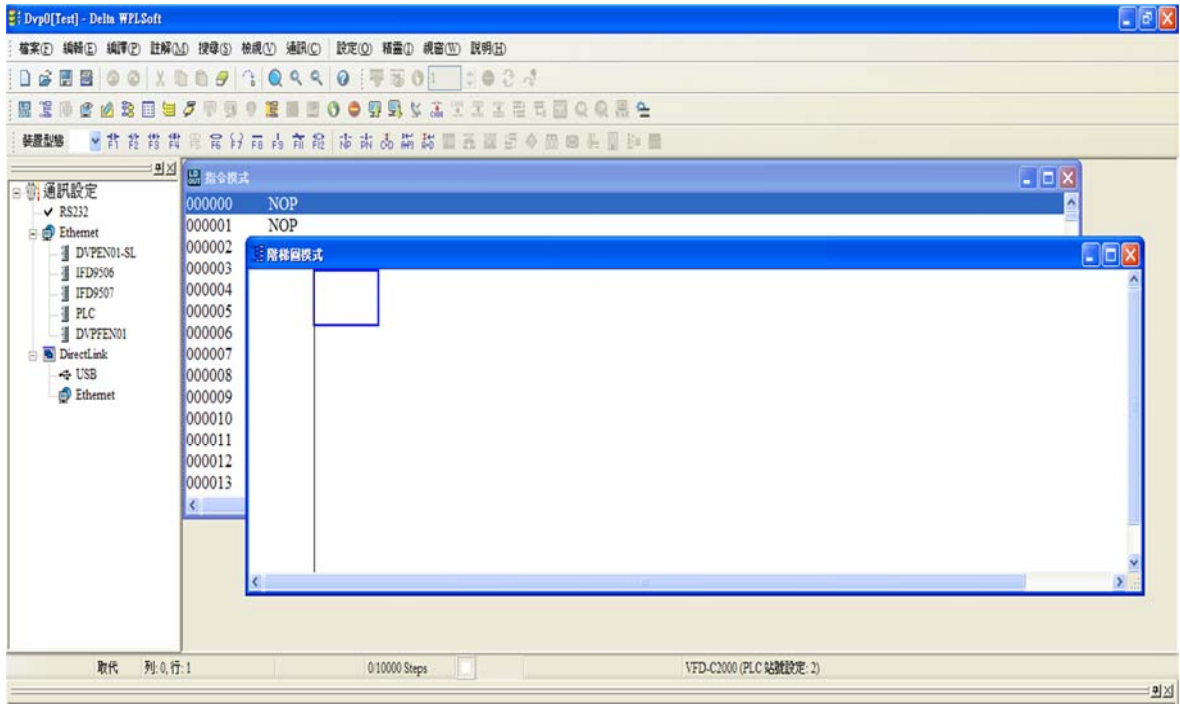 Dvp0[Test] - Delta WPLSoft
檔案(F) 編輯(E) 編譯(P) 註解(M) 搜尋(S) 檢視(V) 通訊(C) 設定(O) 精靈(I) 視窗(W) 說明(H)
1
裝置型態
通訊設定
RS232
Ethernet
DVPEN01-SL
IFD9506
IFD9507
PLC
DVPFEN01
DirectLink
USB
Ethernet
指令模式
000000 NOP
000001 NOP
000002
000003
000004
000005
000006
000007
000008
000009
000010
000011
000012
000013
階梯圖模式
取代 列: 0, 行: 1 0/10000 Steps VFD-C2000 (PLC 站號設定: 2)